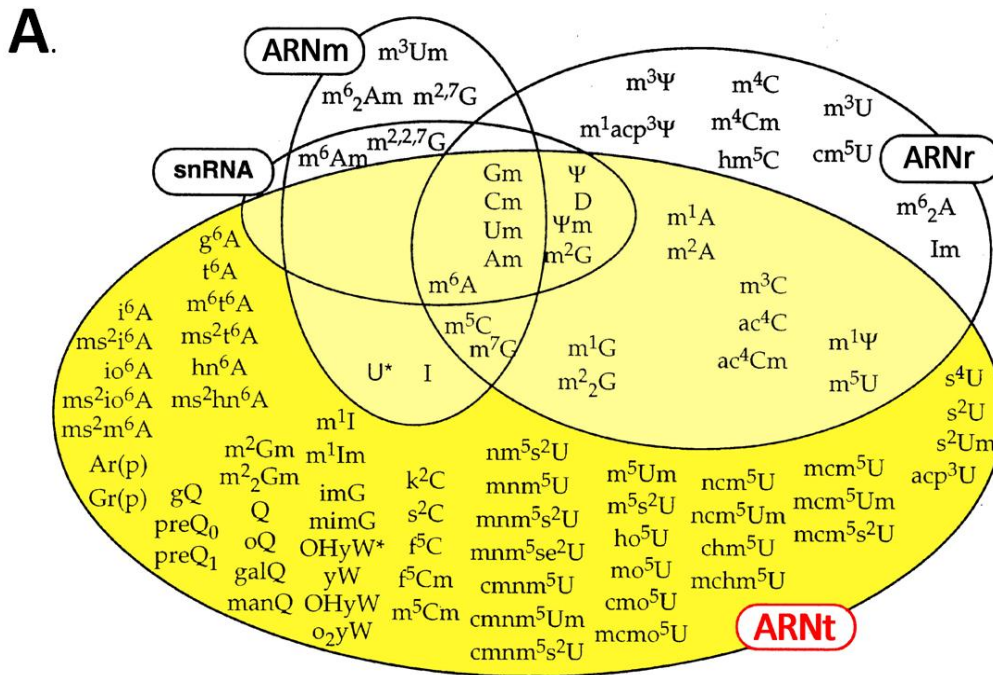 A.
ARNm
m³Um
m⁶₂Am m²,⁷G
m²,²,⁷G
m⁶Am
snRNA
m³Ψ
m⁴C
m³U
m¹acp³Ψ
m⁴Cm
hm⁵C
cm⁵U
ARNr
m⁶₂A
Im
Gm Ψ
Cm D
Um Ψm
Am m²G
m⁶A
m¹A
m²A
m⁵C
m⁷G
U* I
m¹G
m²₂G
m³C
ac⁴C
ac⁴Cm
m¹Ψ
m⁵U
g⁶A
t⁶A
m⁶t⁶A
ms²t⁶A
hn⁶A
ms²hn⁶A
i⁶A
ms²i⁶A
io⁶A
ms²io⁶A
ms²m⁶A
Ar(p)
Gr(p)
gQ
preQ₀
preQ₁
m²Gm
m²₂Gm
Q
oQ
galQ
manQ
m¹I
m¹Im
imG
mimG
OHyW*
yW
OHyW
o₂yW
k²C
s²C
f⁵C
f⁵Cm
m⁵Cm
nm⁵s²U
mnm⁵U
mnm⁵s²U
mnm⁵se²U
cmnm⁵U
cmnm⁵Um
cmnm⁵s²U
m⁵Um
m⁵s²U
ho⁵U
mo⁵U
cmo⁵U
mcmo⁵U
ncm⁵U
ncm⁵Um
chm⁵U
mchm⁵U
mcm⁵U
mcm⁵Um
mcm⁵s²U
s⁴U
s²U
s²Um
acp³U
ARNt